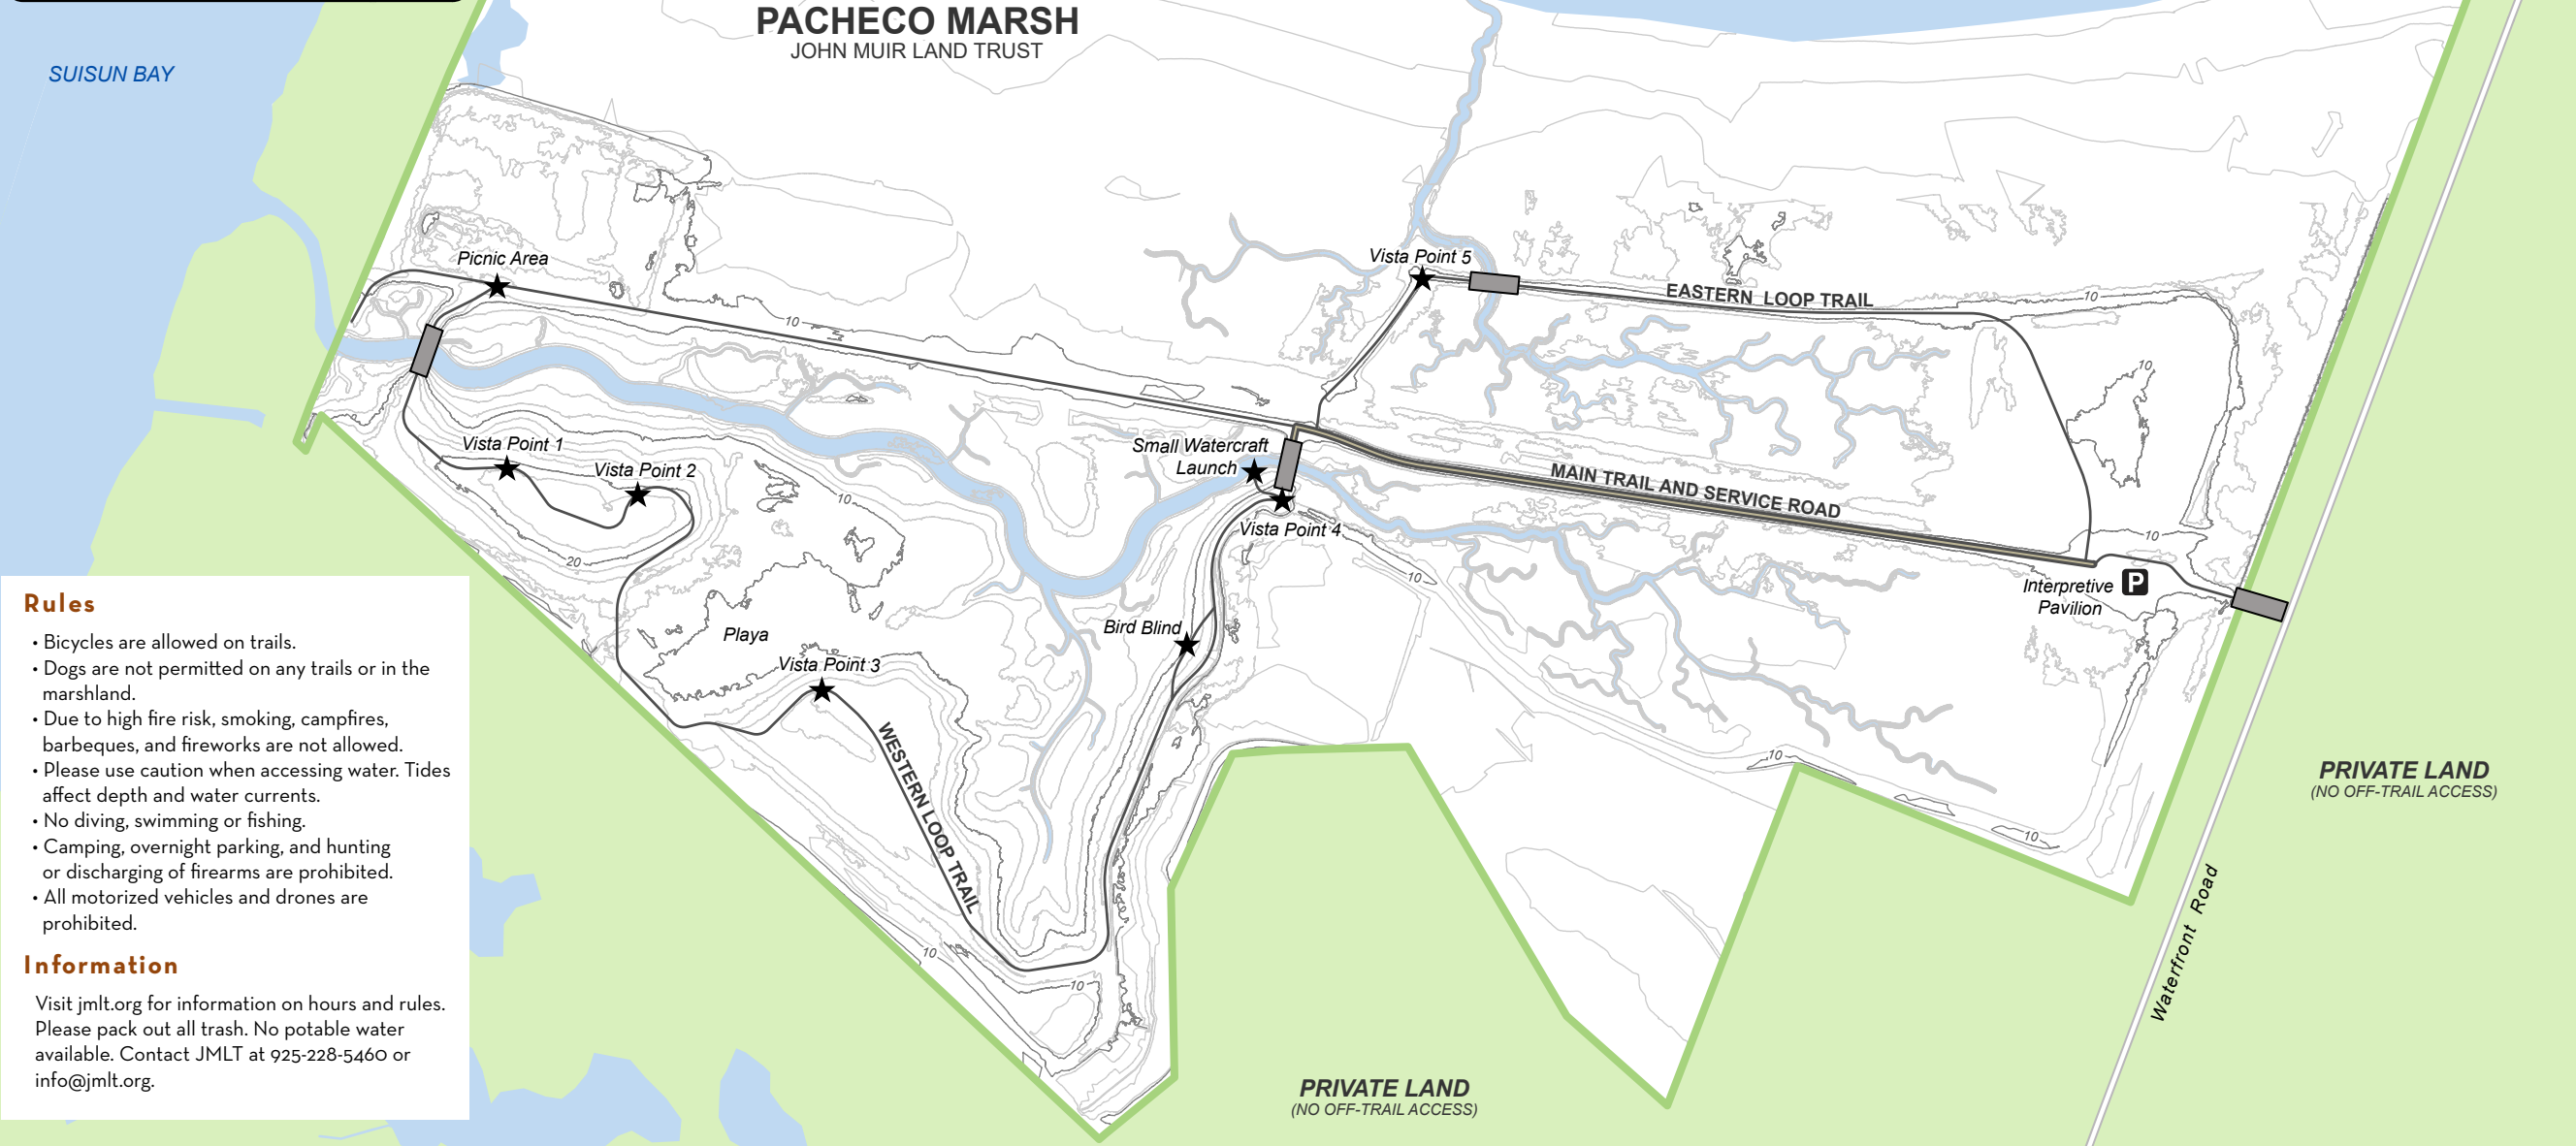 PACHECO MARSH
JOHN MUIR LAND TRUST
SUISUN BAY
Picnic Area
Vista Point 5
EASTERN LOOP TRAIL
10
10
10
Vista Point 1
Vista Point 2
10
20
Small Watercraft
Launch
Vista Point 4
MAIN TRAIL AND SERVICE ROAD
10
10
Interpretive
Pavilion
P
Bird Blind
Playa
Vista Point 3
WESTERN LOOP TRAIL
10
10
10
10
PRIVATE LAND
(NO OFF-TRAIL ACCESS)
Waterfront Road
PRIVATE LAND
(NO OFF-TRAIL ACCESS)
Rules
• Bicycles are allowed on trails.
• Dogs are not permitted on any trails or in the
marshland.
• Due to high fire risk, smoking, campfires,
barbeques, and fireworks are not allowed.
• Please use caution when accessing water. Tides
affect depth and water currents.
• No diving, swimming or fishing.
• Camping, overnight parking, and hunting
or discharging of firearms are prohibited.
• All motorized vehicles and drones are
prohibited.
Information
Visit jmlt.org for information on hours and rules.
Please pack out all trash. No potable water
available. Contact JMLT at 925-228-5460 or
info@jmlt.org.